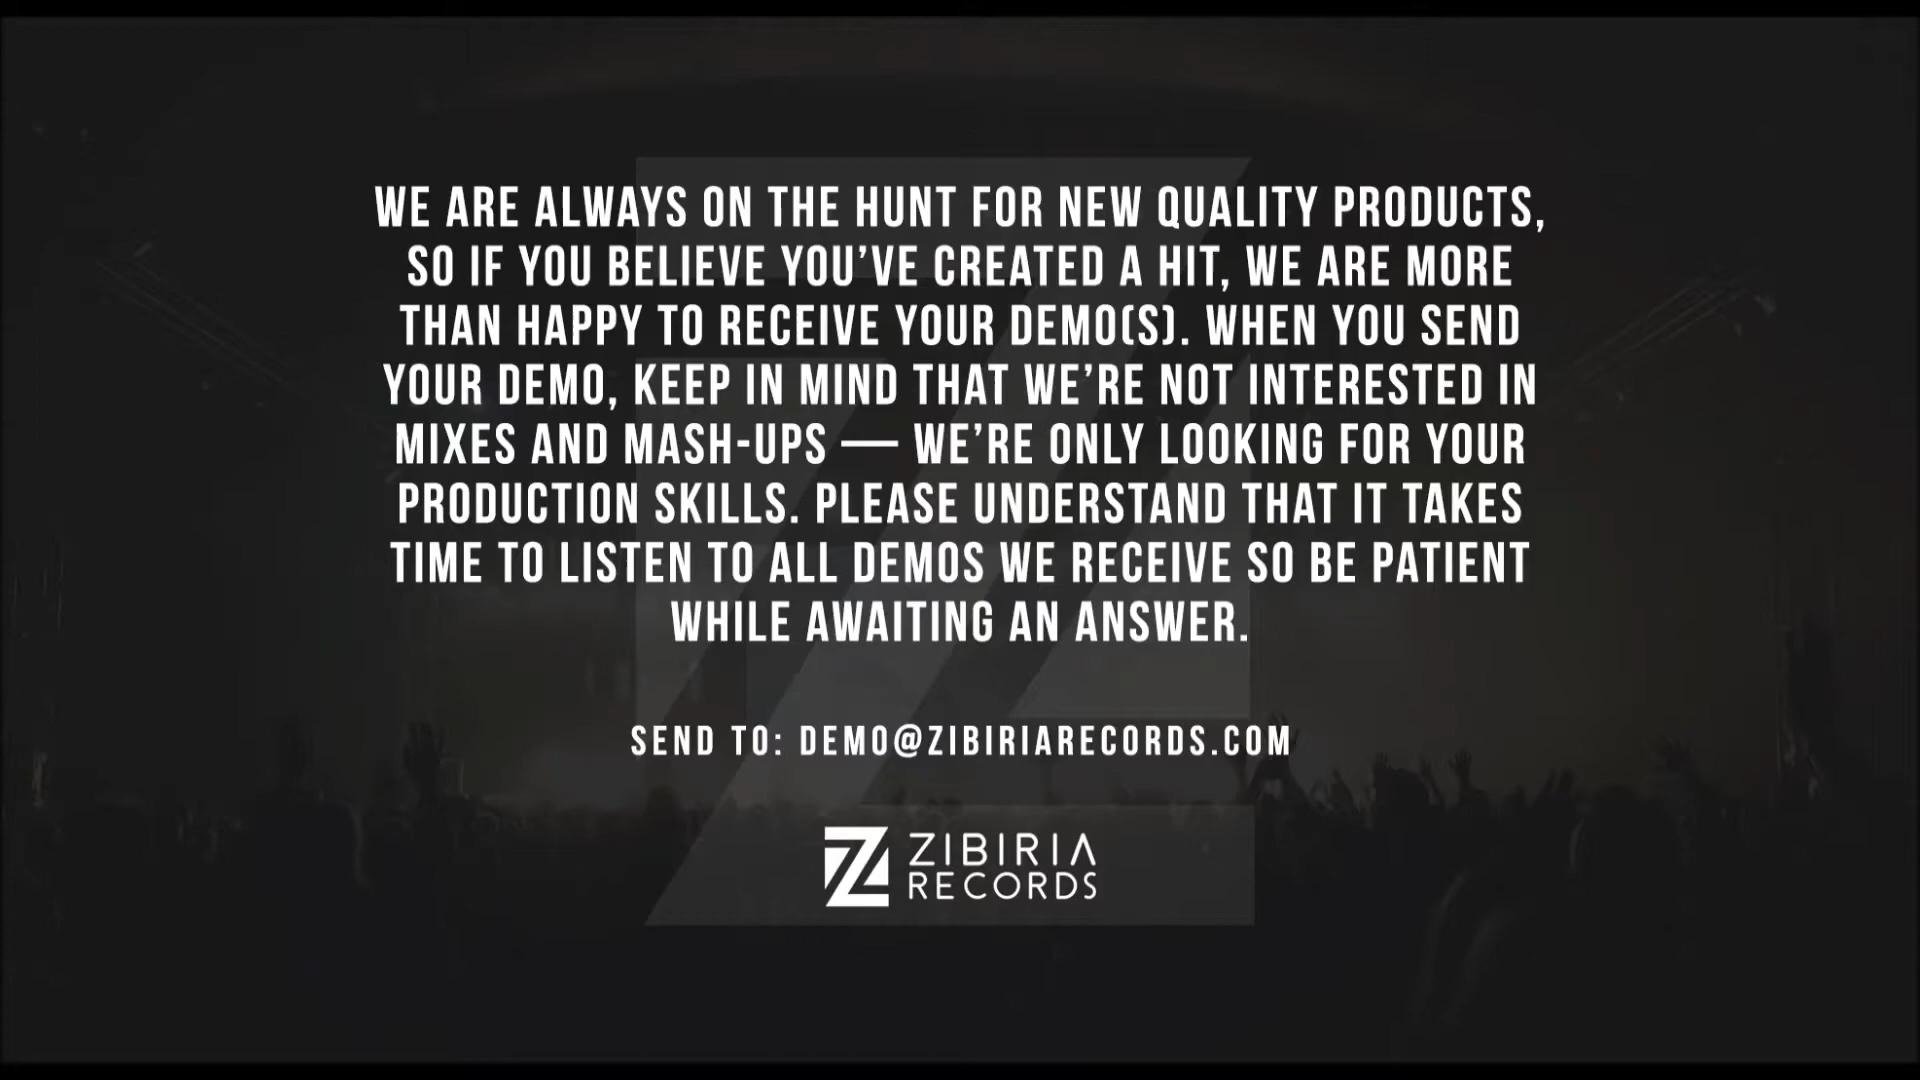 WE ARE ALWAYS ON THE HUNT FOR NEW QUALITY PRODUCTS,
SO IF YOU BELIEVE YOU’VE CREATED A HIT, WE ARE MORE
THAN HAPPY TO RECEIVE YOUR DEMO(S). WHEN YOU SEND
YOUR DEMO, KEEP IN MIND THAT WE’RE NOT INTERESTED IN
MIXES AND MASH-UPS — WE’RE ONLY LOOKING FOR YOUR
PRODUCTION SKILLS. PLEASE UNDERSTAND THAT IT TAKES
TIME TO LISTEN TO ALL DEMOS WE RECEIVE SO BE PATIENT
WHILE AWAITING AN ANSWER.
SEND TO: DEMO@ZIBIRIARECORDS.COM
ZIBIRIA
RECORDS